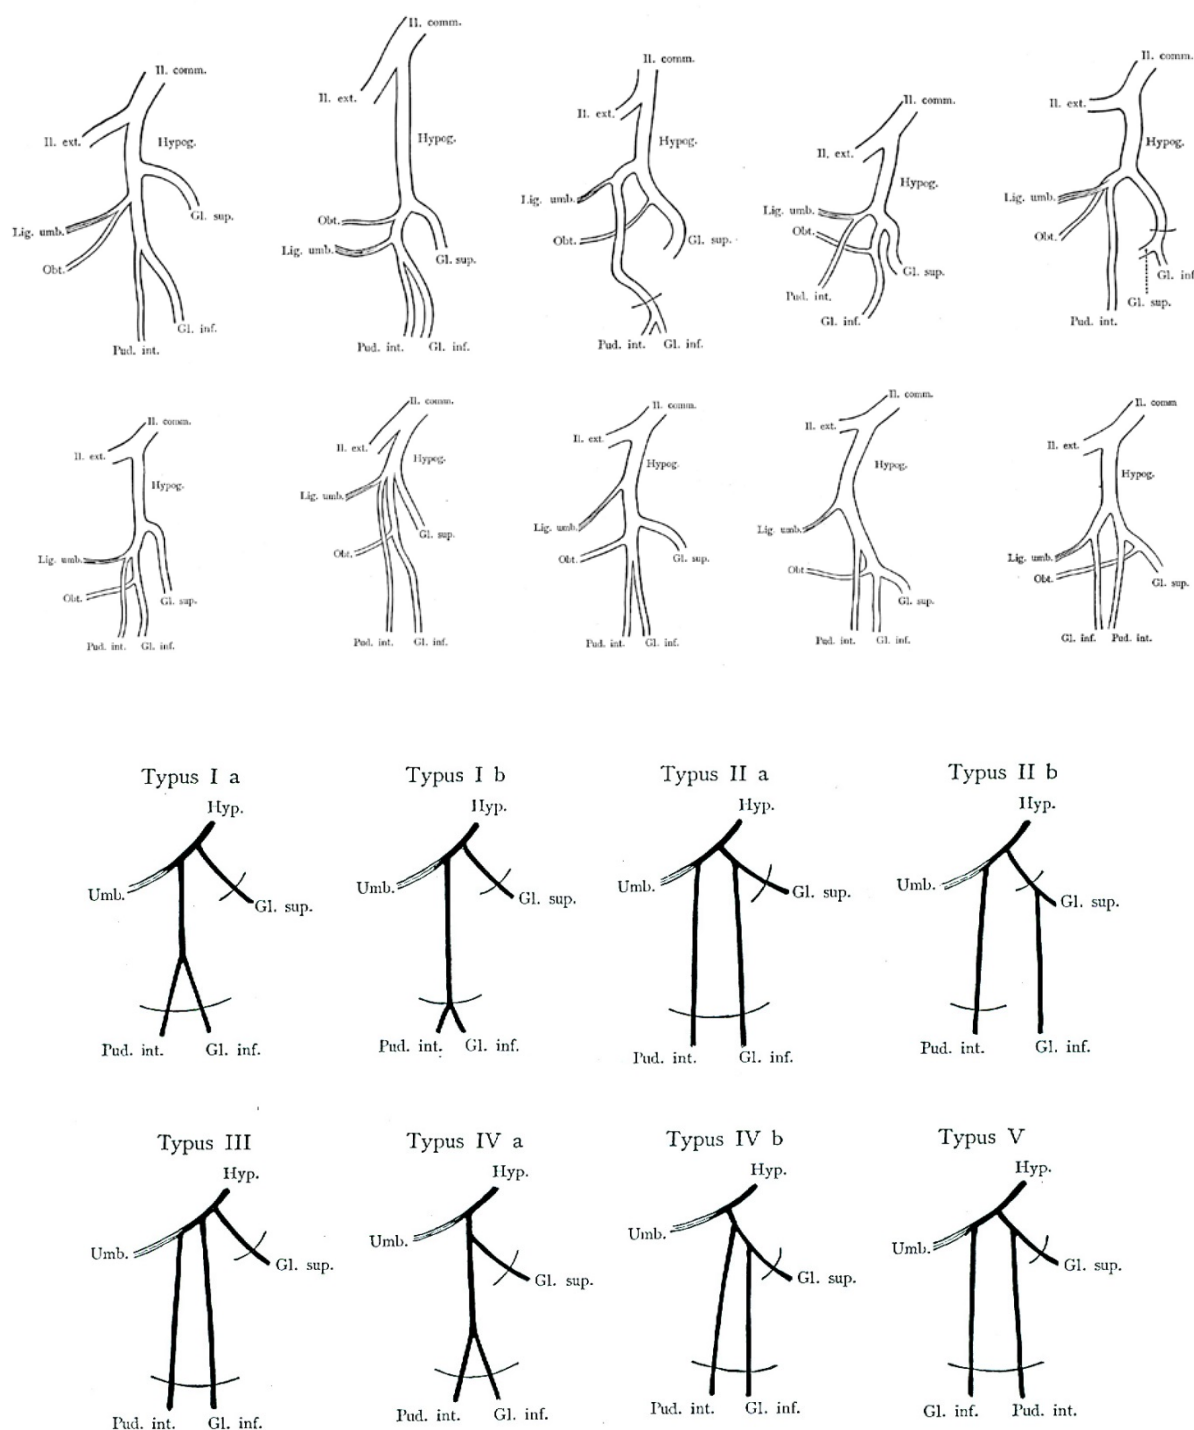 Il. comm.
Il. ext.
Hypog.
Gl. sup.
Lig. umb.
Obt.
Gl. inf.
Pud. int.
Il. comm.
Il. ext.
Hypog.
Obt.
Lig. umb.
Gl. sup.
Pud. int.
Gl. inf.
Il. comm.
Il. ext.
Hypog.
Lig. umb.
Obt.
Gl. sup.
Pud. int.
Gl. inf.
Il. comm.
Il. ext.
Hypog.
Lig. umb.
Obt.
Gl. sup.
Pud. int.
Gl. inf.
Il. comm.
Il. ext.
Hypog.
Lig. umb.
Obt.
Gl. inf
Gl. sup.
Pud. int.
Il. comm.
Il. ext.
Hypog.
Lig. umb.
Obt.
Gl. sup.
Pud. int.
Gl. inf.
Il. comm.
Il. ext.
Hypog.
Lig. umb.
Gl. sup.
Obt.
Pud. int.
Gl. inf.
Il. comm.
Il. ext.
Hypog.
Lig. umb.
Obt.
Gl. sup.
Pud. int.
Gl. inf.
Il. comm.
Il. ext.
Hypog.
Lig. umb.
Obt
Gl. sup.
Pud. int.
Gl. inf.
Il. comm
Il. ext.
Hypog.
Lig. umb.
Obt.
Gl. sup.
Gl. inf.
Pud. int.
Typus I a
Hyp.
Umb.
Gl. sup.
Pud. int.
Gl. inf.
Typus I b
Hyp.
Umb.
Gl. sup.
Pud. int.
Gl. inf.
Typus II a
Hyp.
Umb.
Gl. sup.
Pud. int.
Gl. inf.
Typus II b
Hyp.
Umb.
Gl. sup.
Pud. int.
Gl. inf.
Typus III
Hyp.
Umb.
Gl. sup.
Pud. int.
Gl. inf.
Typus IV a
Hyp.
Umb.
Gl. sup.
Pud. int.
Gl. inf.
Typus IV b
Hyp.
Umb.
Gl. sup.
Pud. int.
Gl. inf.
Typus V
Hyp.
Umb.
Gl. sup.
Gl. inf.
Pud. int.